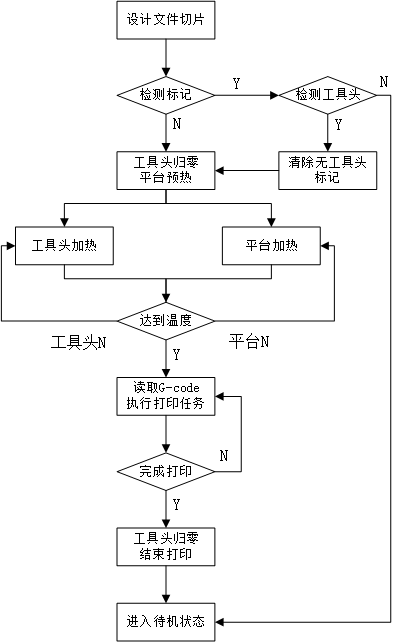 设计文件切片
检测标记
Y
检测工具头
N
N
Y
工具头归零
平台预热
清除无工具头
标记
工具头加热
平台加热
达到温度
工具头N
平台N
Y
读取G-code
执行打印任务
完成打印
N
Y
工具头归零
结束打印
进入待机状态